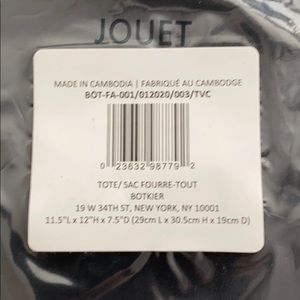 JOUET
MADE IN CAMBODIA | FABRIQUÉ AU CAMBODGE
BOT-FA-001/012020/003/TVC
0 23632 98779 2
TOTE/ SAC FOURRE-TOUT
BOTKIER
19 W 34TH ST, NEW YORK, NY 10001
11.5"L x 12"H x 7.5"D (29cm L x 30.5cm H x 19cm D)